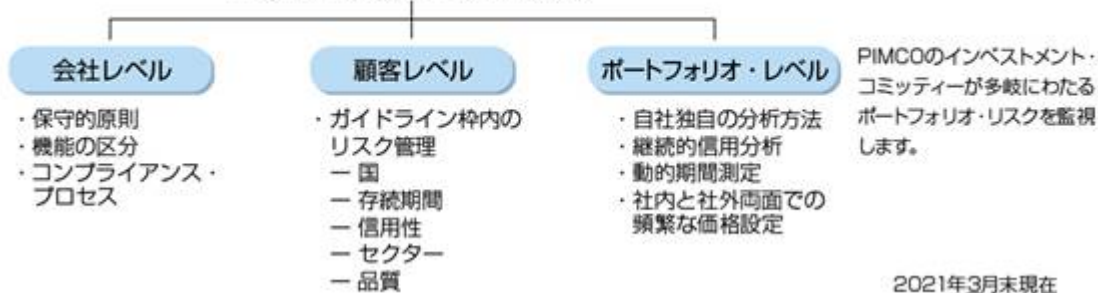 会社レベル
・保守的原則
・機能の区分
・コンプライアンス・
プロセス
顧客レベル
・ガイドライン枠内の
リスク管理
ー 国
ー 存続期間
ー 信用性
ー セクター
ー 品質
ポートフォリオ・レベル
・自社独自の分析方法
・継続的信用分析
・動的期間測定
・社内と社外両面での
頻繁な価格設定
PIMCOのインベストメント・
コミッティーが多岐にわたる
ポートフォリオ・リスクを監視
します。
2021年3月末現在